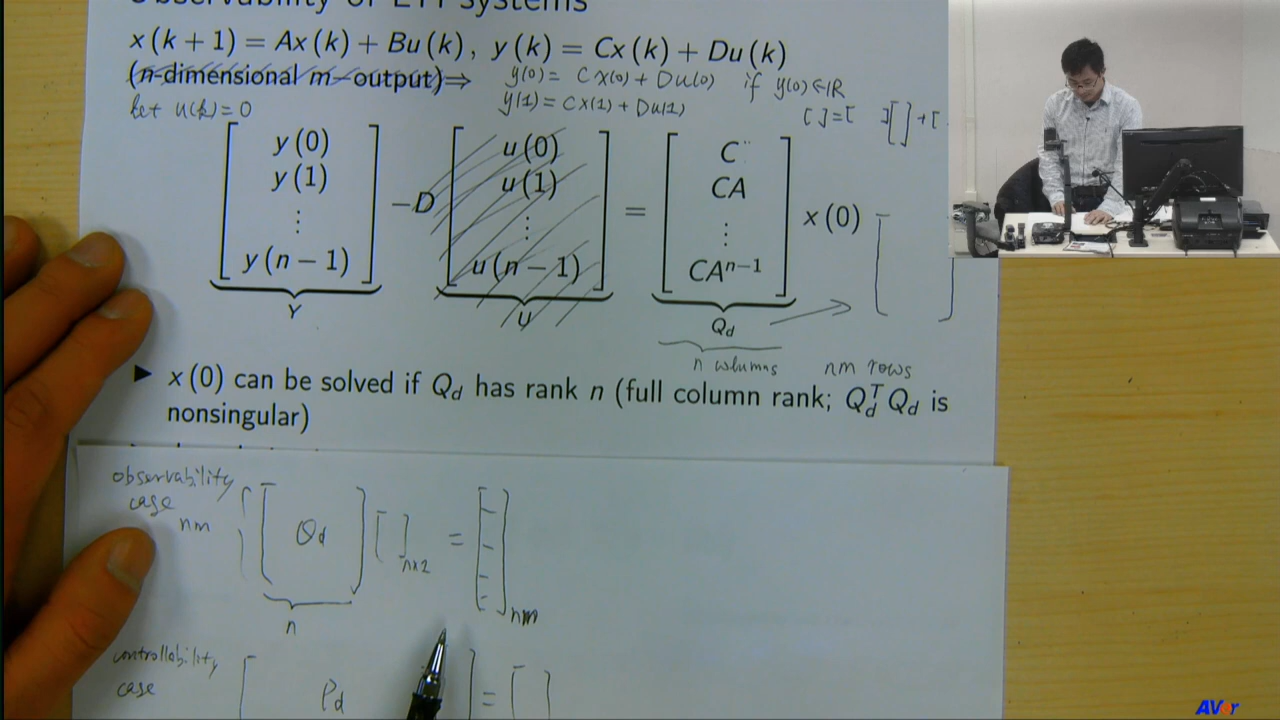 Observability of LTI systems
x(k+1) = Ax(k) + Bu(k), y(k) = Cx(k) + Du(k)
(n-dimensional m-output) ⇒ y(0) = Cx(0) + Du(0) if y(0) ∈ ℝ
let u(k)=0 y(1) = Cx(1) + Du(1) [ ]=[ ][ ]+[
[ y(0) y(1) ⋮ y(n − 1) ] −D [ u(0) u(1) ⋮ u(n − 1) ] = [ C CA ⋮ CAⁿ⁻¹ ] x(0) [ ]
Y U Q_d
n columns nm rows
▶ x(0) can be solved if Q_d has rank n (full column rank; Q_d^T Q_d is
nonsingular)
observability
case
nm [ Q_d ] [ ]_{n×1} = [ ]_{nm}
n
controllability
case [ P_d ] = [ ]
AVer